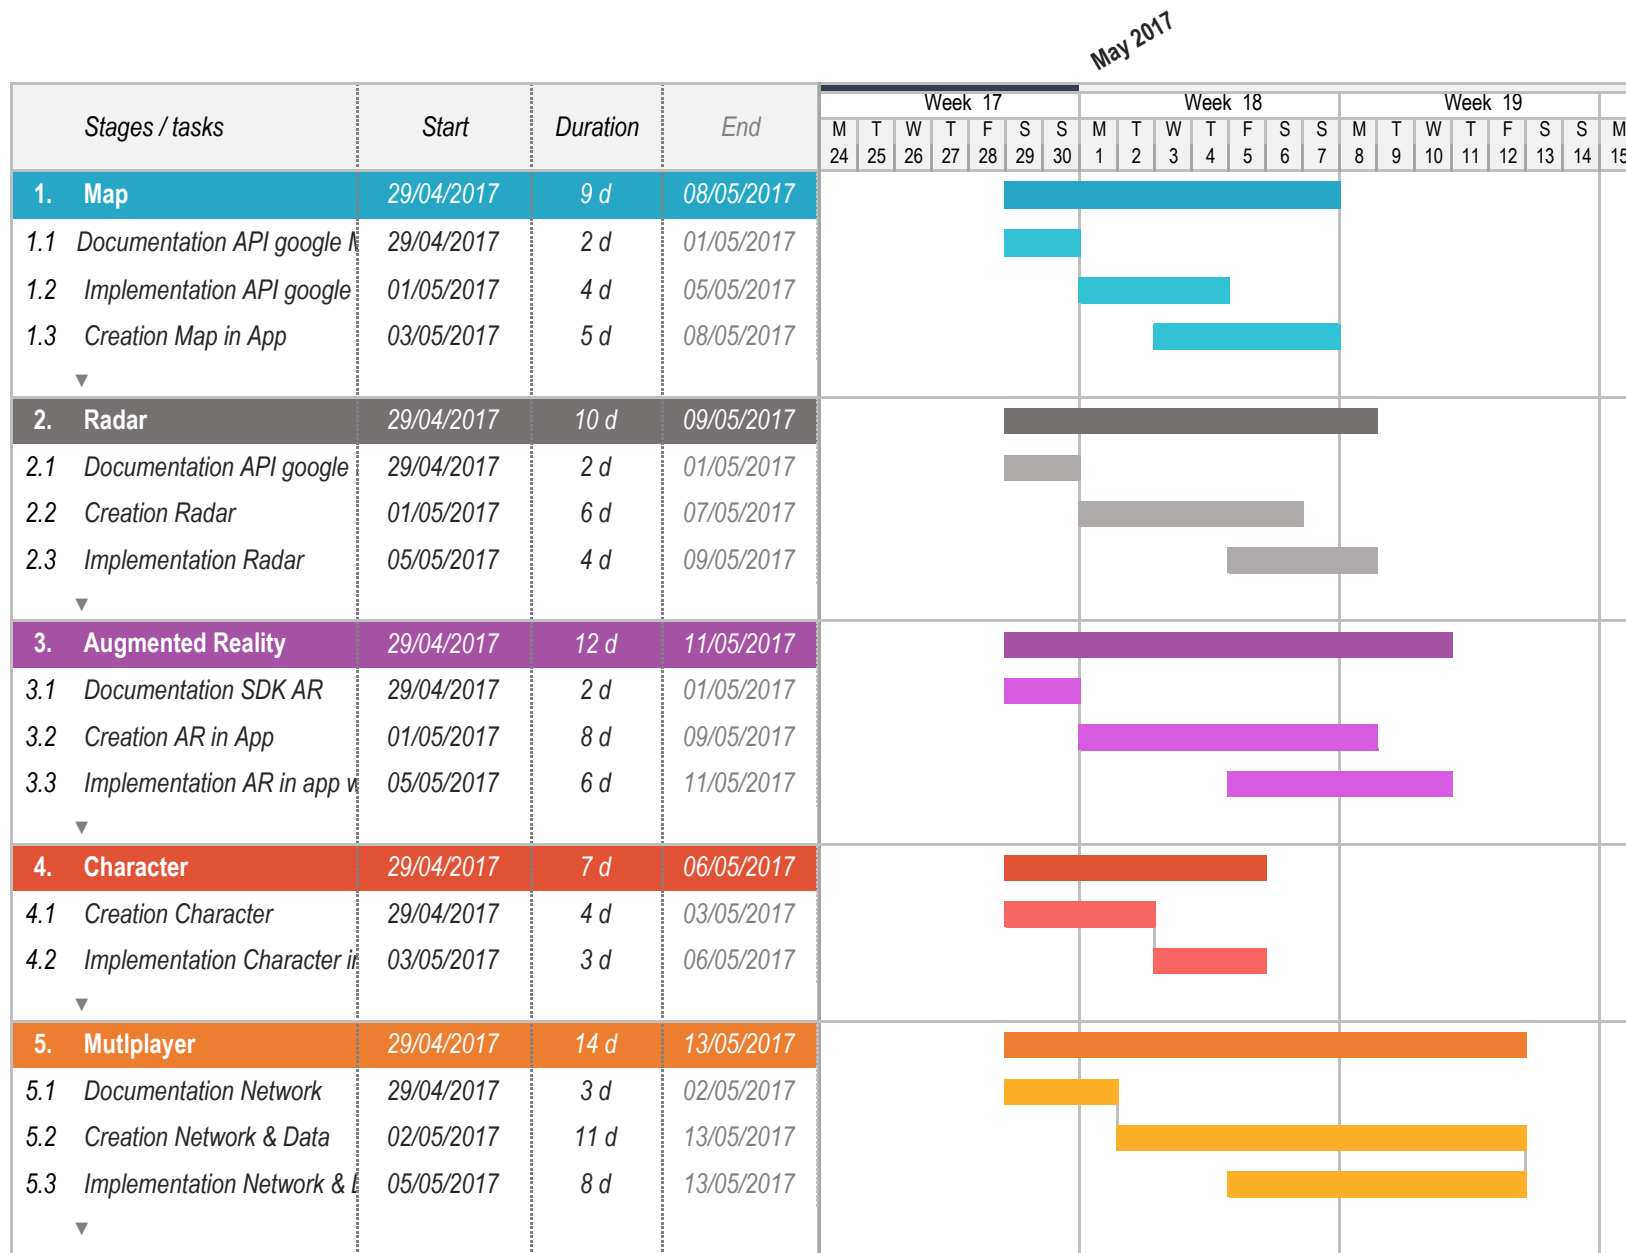 May 2017
Stages / tasks Start Duration End
Week 17 Week 18 Week 19
M T W T F S S M T W T F S S M T W T F S S M
24 25 26 27 28 29 30 1 2 3 4 5 6 7 8 9 10 11 12 13 14 15
1. Map 29/04/2017 9 d 08/05/2017
1.1 Documentation API google 29/04/2017 2 d 01/05/2017
1.2 Implementation API google 01/05/2017 4 d 05/05/2017
1.3 Creation Map in App 03/05/2017 5 d 08/05/2017
▼
2. Radar 29/04/2017 10 d 09/05/2017
2.1 Documentation API google 29/04/2017 2 d 01/05/2017
2.2 Creation Radar 01/05/2017 6 d 07/05/2017
2.3 Implementation Radar 05/05/2017 4 d 09/05/2017
▼
3. Augmented Reality 29/04/2017 12 d 11/05/2017
3.1 Documentation SDK AR 29/04/2017 2 d 01/05/2017
3.2 Creation AR in App 01/05/2017 8 d 09/05/2017
3.3 Implementation AR in app 05/05/2017 6 d 11/05/2017
▼
4. Character 29/04/2017 7 d 06/05/2017
4.1 Creation Character 29/04/2017 4 d 03/05/2017
4.2 Implementation Character 03/05/2017 3 d 06/05/2017
▼
5. Mutlplayer 29/04/2017 14 d 13/05/2017
5.1 Documentation Network 29/04/2017 3 d 02/05/2017
5.2 Creation Network & Data 02/05/2017 11 d 13/05/2017
5.3 Implementation Network & 05/05/2017 8 d 13/05/2017
▼